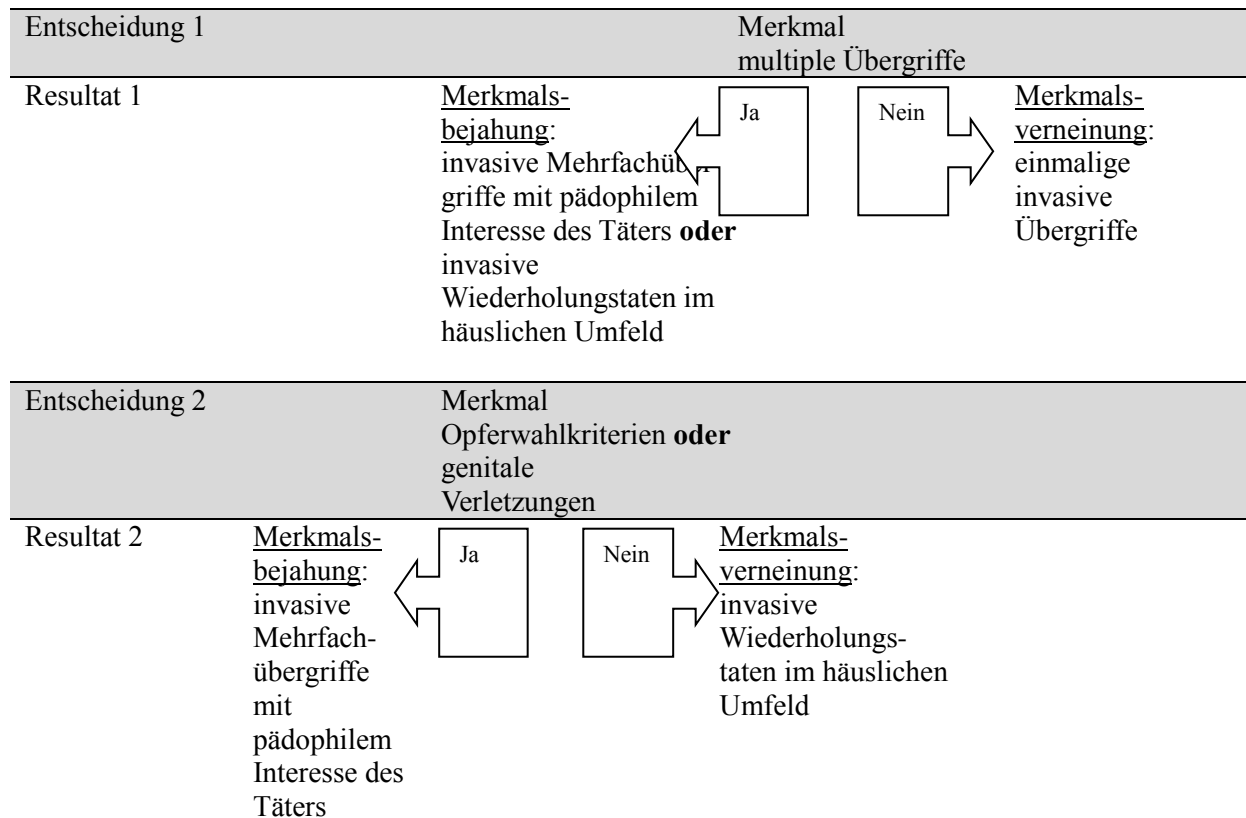 Entscheidung 1
Merkmal
multiple Übergriffe
Resultat 1
Merkmals-
bejahung:
invasive Mehrfachüber-
griffe mit pädophilem
Interesse des Täters oder
invasive
Wiederholungstaten im
häuslichen Umfeld
Ja
Nein
Merkmals-
verneinung:
einmalige
invasive
Übergriffe
Entscheidung 2
Merkmal
Opferwahlkriterien oder
genitale
Verletzungen
Resultat 2
Merkmals-
bejahung:
invasive
Mehrfach-
übergriffe
mit
pädophilem
Interesse des
Täters
Ja
Nein
Merkmals-
verneinung:
invasive
Wiederholungs-
taten im häuslichen
Umfeld